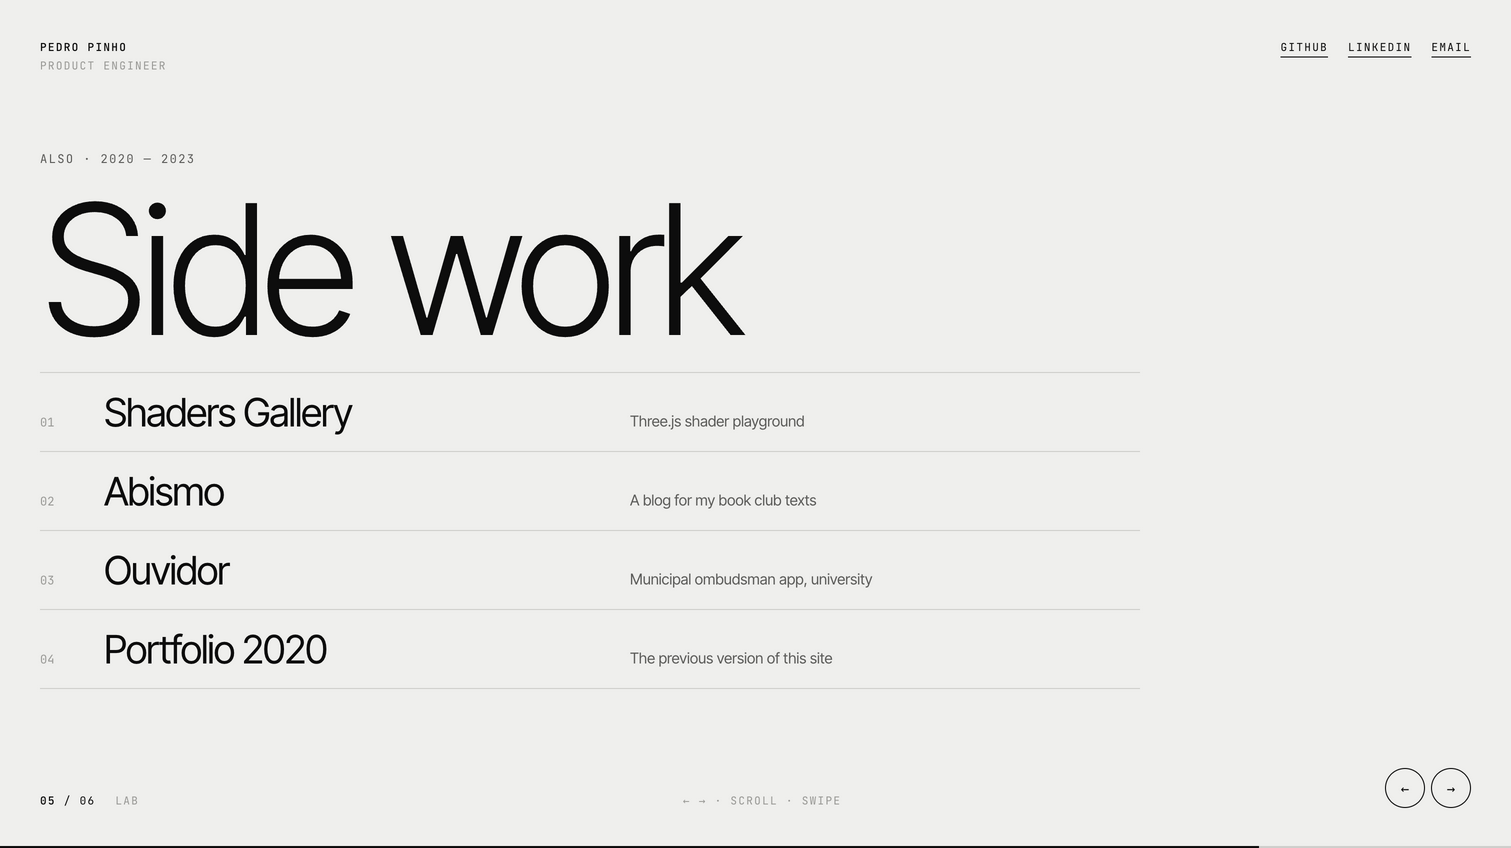 PEDRO PINHO
PRODUCT ENGINEER
GITHUB LINKEDIN EMAIL
ALSO · 2020 — 2023
Side work
01 Shaders Gallery Three.js shader playground
02 Abismo A blog for my book club texts
03 Ouvidor Municipal ombudsman app, university
04 Portfolio 2020 The previous version of this site
05 / 06 LAB
← → · SCROLL · SWIPE
← →